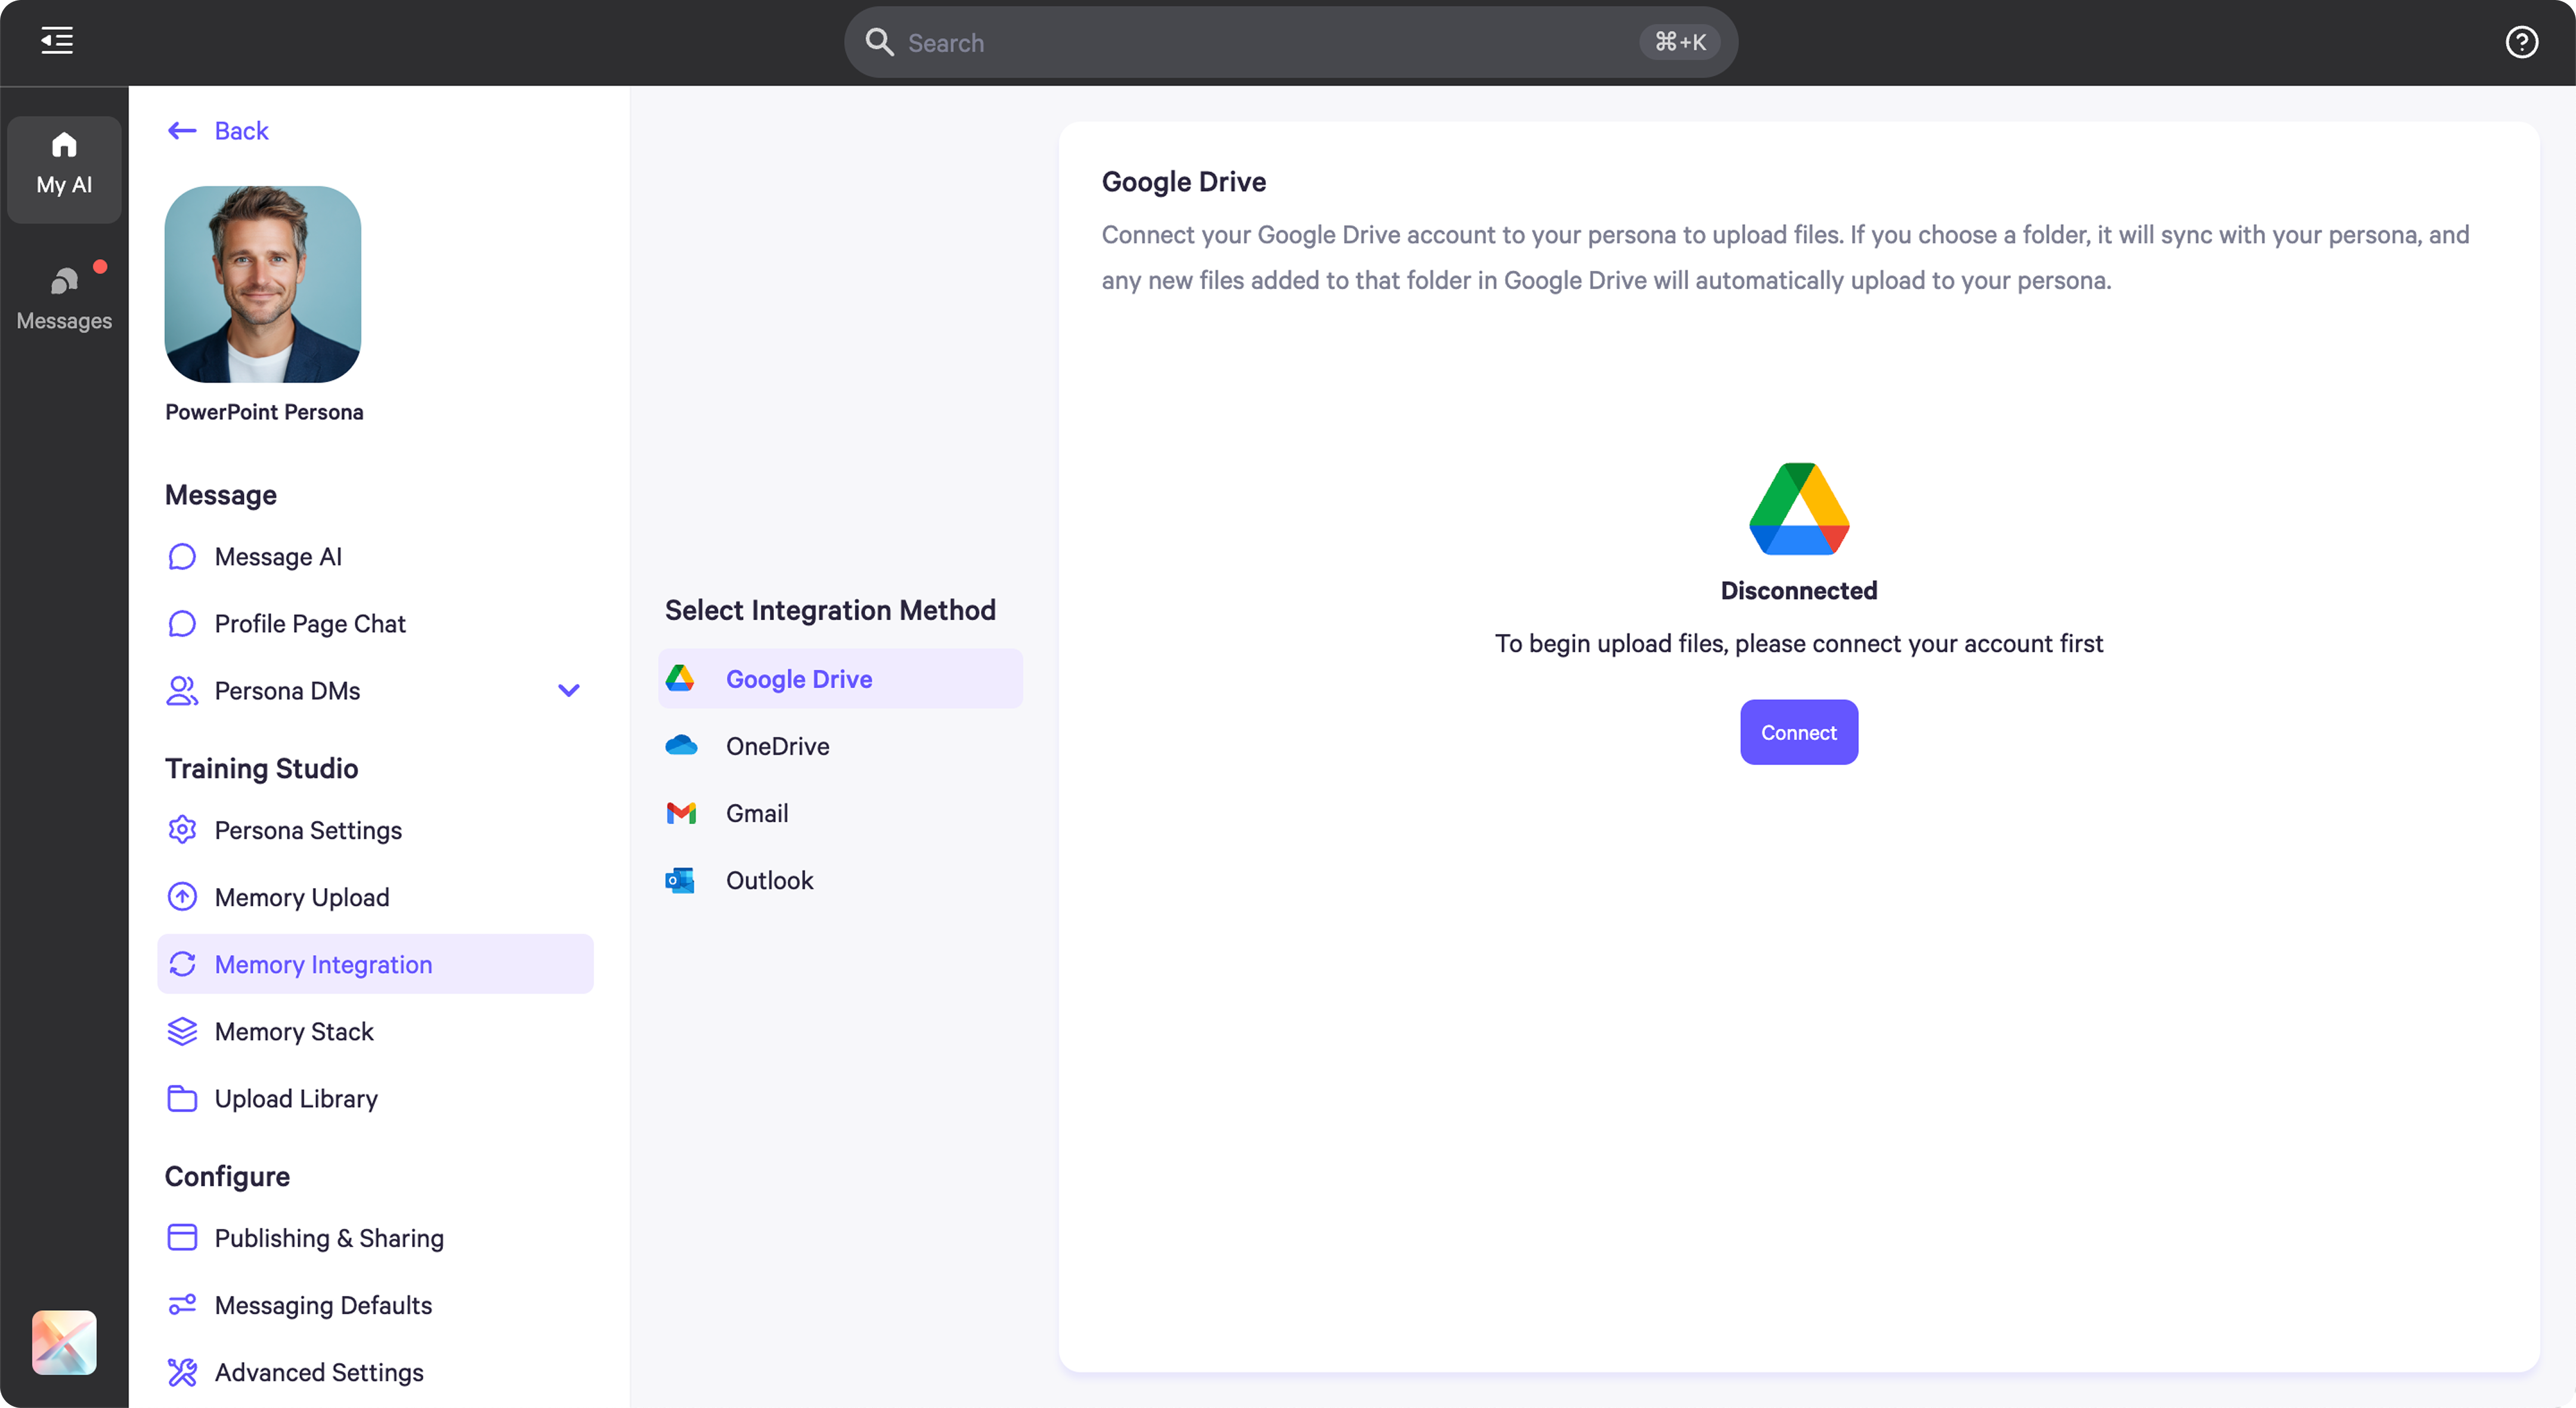 Search
⌘+K
My AI
Messages
Back
PowerPoint Persona
Message
Message AI
Profile Page Chat
Persona DMs
Training Studio
Persona Settings
Memory Upload
Memory Integration
Memory Stack
Upload Library
Configure
Publishing & Sharing
Messaging Defaults
Advanced Settings
Select Integration Method
Google Drive
OneDrive
Gmail
Outlook
Google Drive
Connect your Google Drive account to your persona to upload files. If you choose a folder, it will sync with your persona, and
any new files added to that folder in Google Drive will automatically upload to your persona.
Disconnected
To begin upload files, please connect your account first
Connect